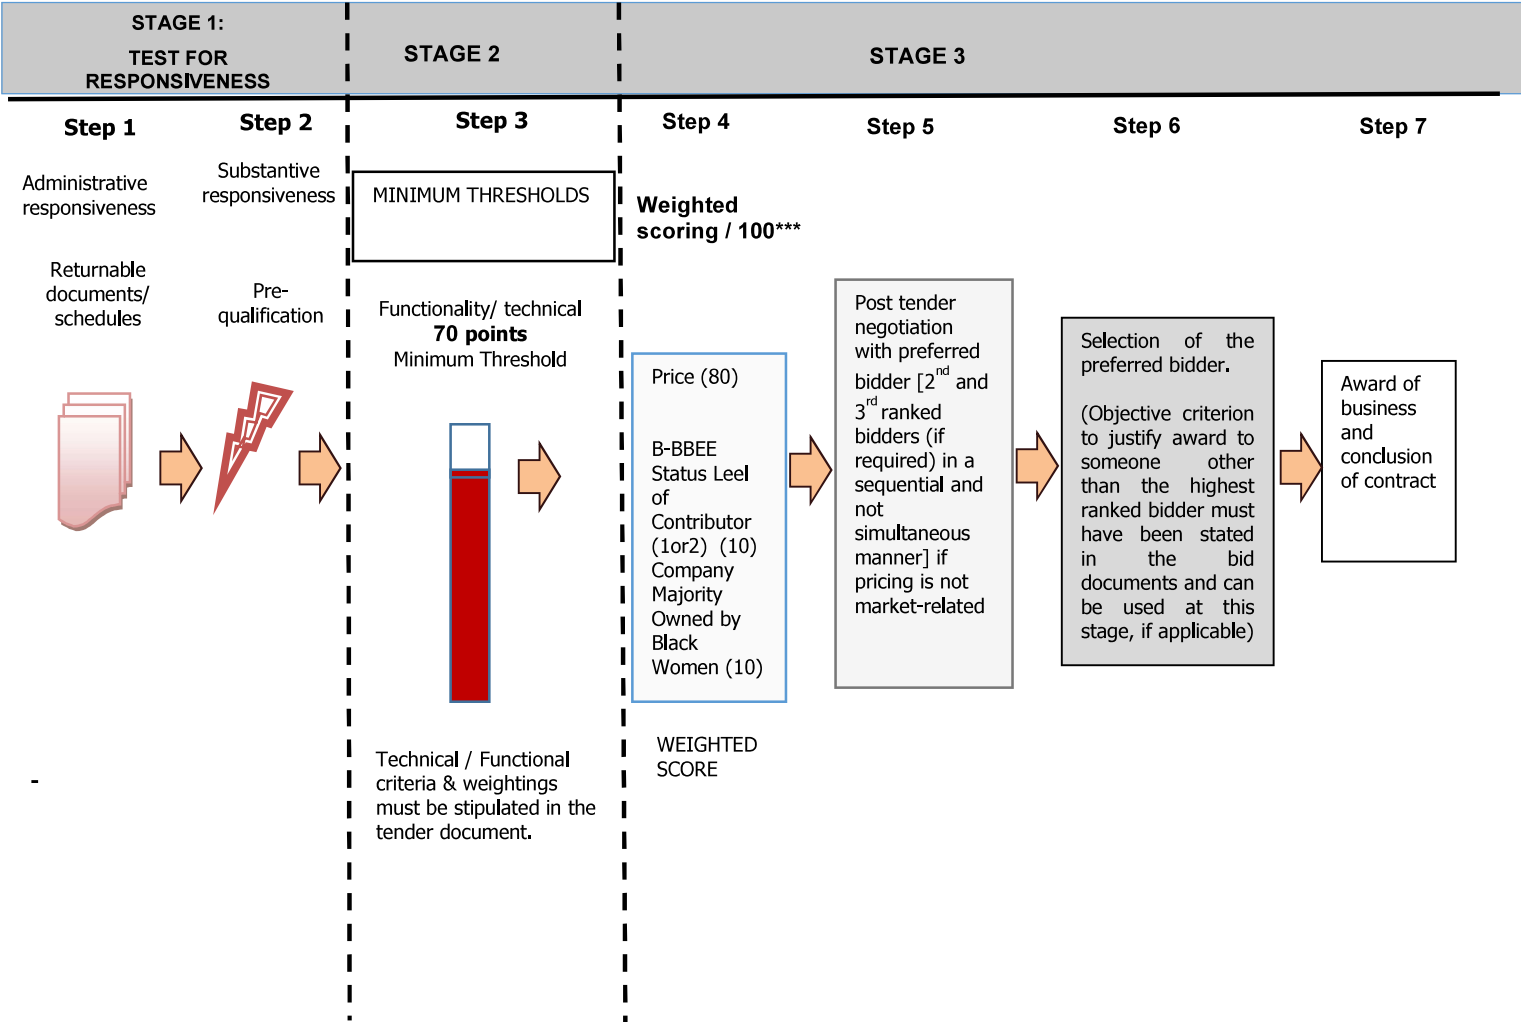 STAGE 1:
TEST FOR
RESPONSIVENESS
STAGE 2
STAGE 3
Step 1
Step 2
Step 3
Step 4
Step 5
Step 6
Step 7
Administrative
responsiveness
Returnable
documents/
schedules
Substantive
responsiveness
Pre-
qualification
MINIMUM THRESHOLDS
Functionality/ technical
70 points
Minimum Threshold
Technical / Functional
criteria & weightings
must be stipulated in the
tender document.
Weighted
scoring / 100***
Price (80)
B-BBEE
Status Leel
of
Contributor
(1or2) (10)
Company
Majority
Owned by
Black
Women (10)
WEIGHTED
SCORE
Post tender
negotiation
with preferred
bidder [2nd and
3rd ranked
bidders (if
required) in a
sequential and
not
simultaneous
manner] if
pricing is not
market-related
Selection of the
preferred bidder.
(Objective criterion
to justify award to
someone other
than the highest
ranked bidder must
have been stated
in the bid
documents and can
be used at this
stage, if applicable)
Award of
business
and
conclusion
of contract
-